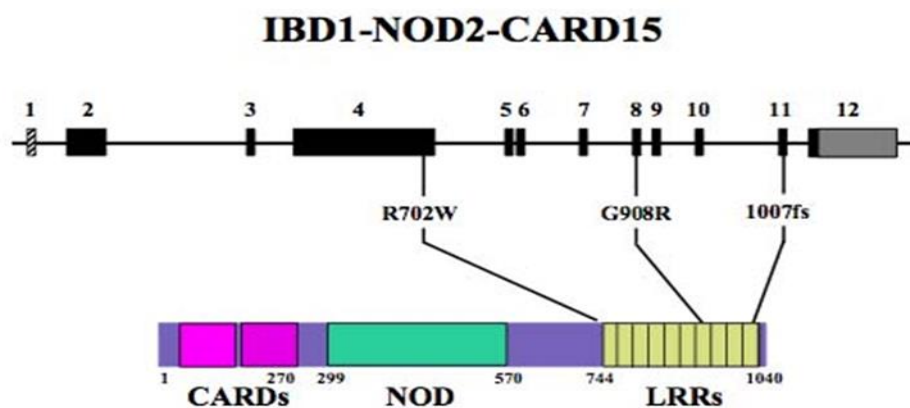 IBD1-NOD2-CARD15
1 2 3 4 5 6 7 8 9 10 11 12
R702W G908R 1007fs
1 270 299 570 744 1040
CARDs NOD LRRs